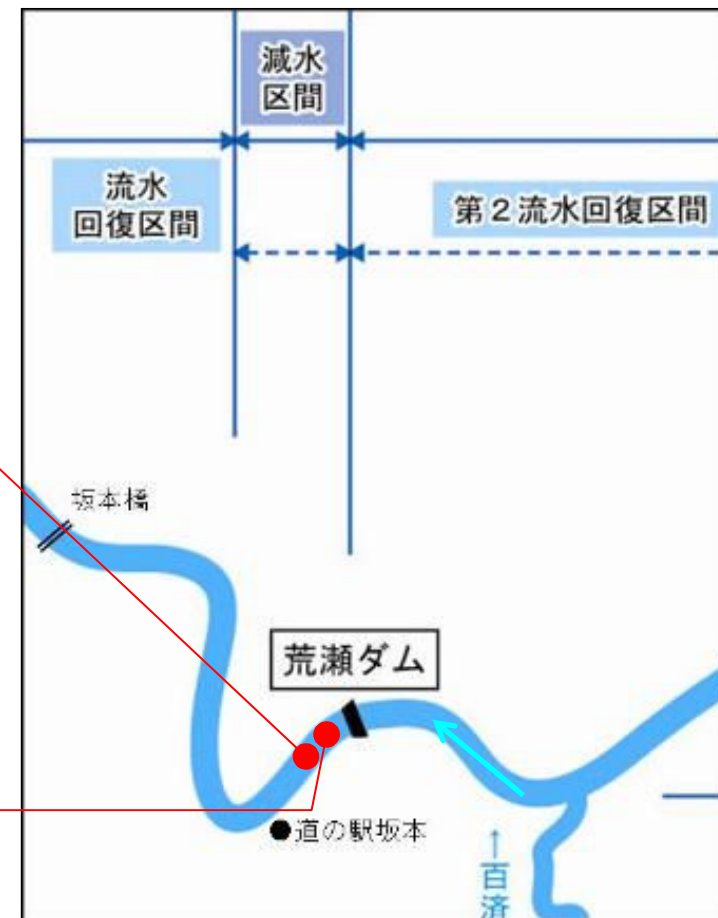 減水
区間
流水
回復区間
第２流水回復区間
坂本橋
荒瀬ダム
●道の駅坂本
↑百済